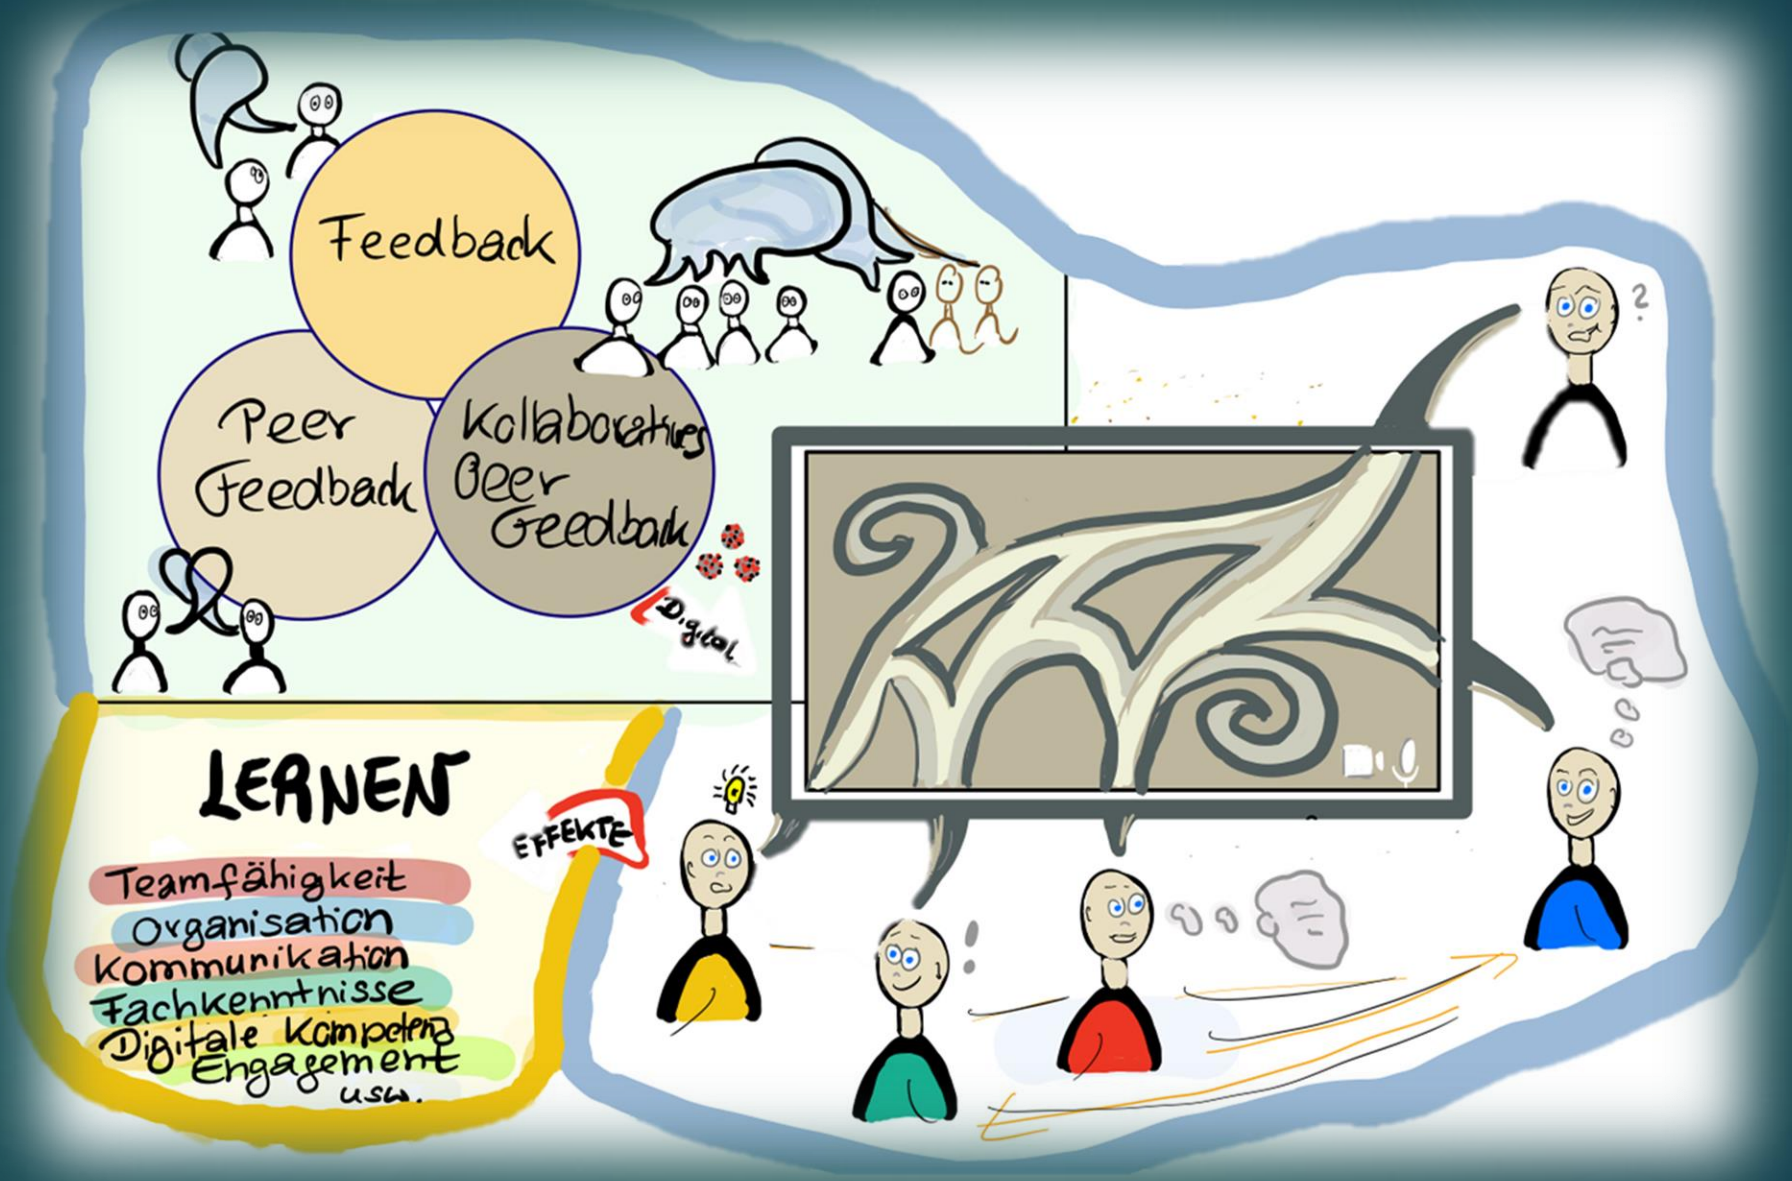 Feedback
Peer
Feedback
Kollaboratives
Peer
Feedback
Digital
?
LERNEN
EFFEKTE
Teamfähigkeit
Organisation
Kommunikation
Fachkenntnisse
Digitale Kompetenz
Engagement
usw.
!